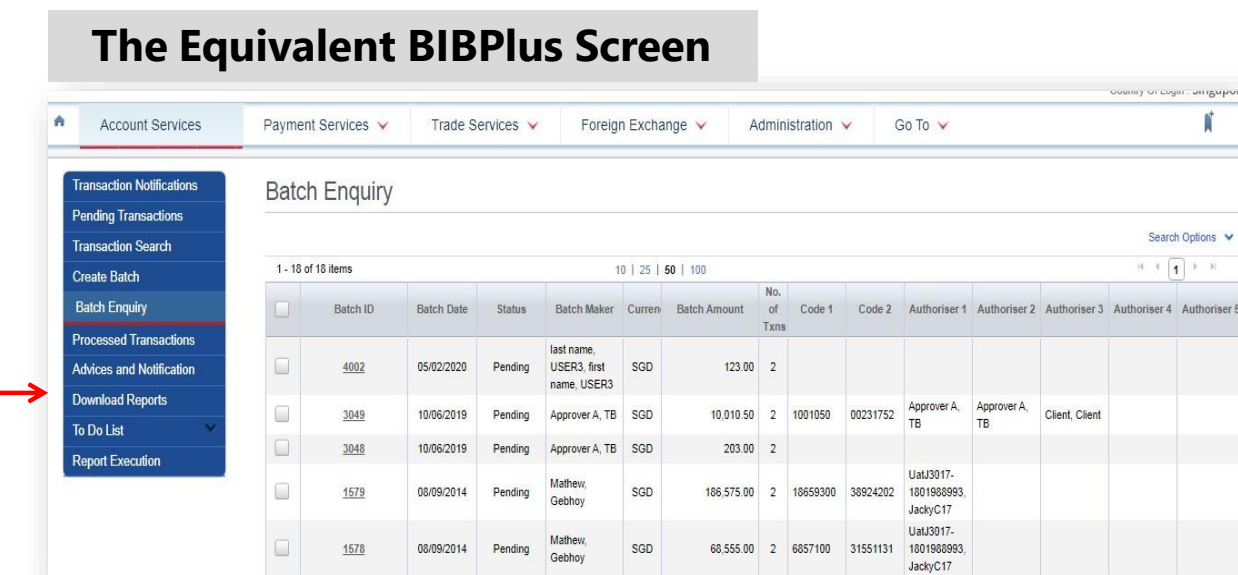 The Equivalent BIBPlus Screen
Country Of Login : Singapor
Account Services Payment Services Trade Services Foreign Exchange Administration Go To
Transaction Notifications
Pending Transactions
Transaction Search
Create Batch
Batch Enquiry
Processed Transactions
Advices and Notification
Download Reports
To Do List
Report Execution
Batch Enquiry
Search Options
1 - 18 of 18 items 10 | 25 | 50 | 100 1
Batch ID Batch Date Status Batch Maker Curren Batch Amount No. of Txns Code 1 Code 2 Authoriser 1 Authoriser 2 Authoriser 3 Authoriser 4 Authoriser 5
4002 05/02/2020 Pending last name, USER3, first name, USER3 SGD 123.00 2
3049 10/06/2019 Pending Approver A, TB SGD 10,010.50 2 1001050 00231752 Approver A, TB Approver A, TB Client, Client
3048 10/06/2019 Pending Approver A, TB SGD 203.00 2
1579 08/09/2014 Pending Mathew, Gebhoy SGD 186,575.00 2 18659300 38924202 UatJ3017-1801988993, JackyC17
1578 08/09/2014 Pending Mathew, Gebhoy SGD 68,555.00 2 6857100 31551131 UatJ3017-1801988993, JackyC17